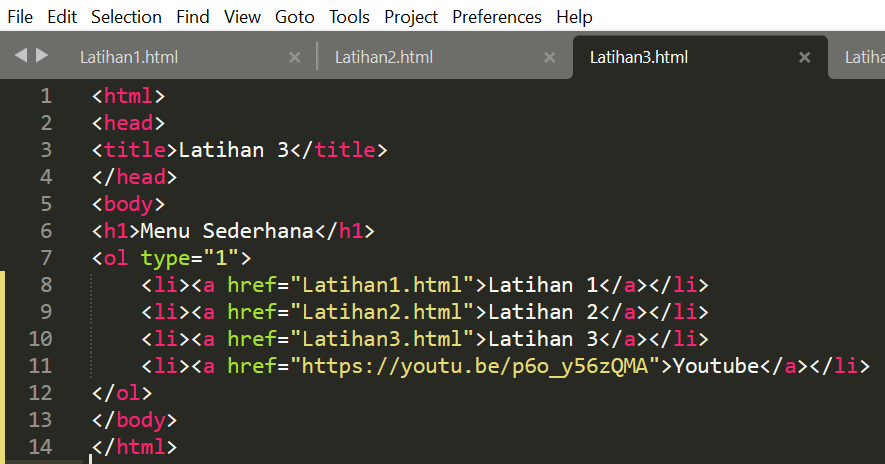 File Edit Selection Find View Goto Tools Project Preferences Help
Latihan1.html Latihan2.html Latihan3.html
1 <html>
2 <head>
3 <title>Latihan 3</title>
4 </head>
5 <body>
6 <h1>Menu Sederhana</h1>
7 <ol type="1">
8 <li><a href="Latihan1.html">Latihan 1</a></li>
9 <li><a href="Latihan2.html">Latihan 2</a></li>
10 <li><a href="Latihan3.html">Latihan 3</a></li>
11 <li><a href="https://youtu.be/p6o_y56zQMA">Youtube</a></li>
12 </ol>
13 </body>
14 </html>